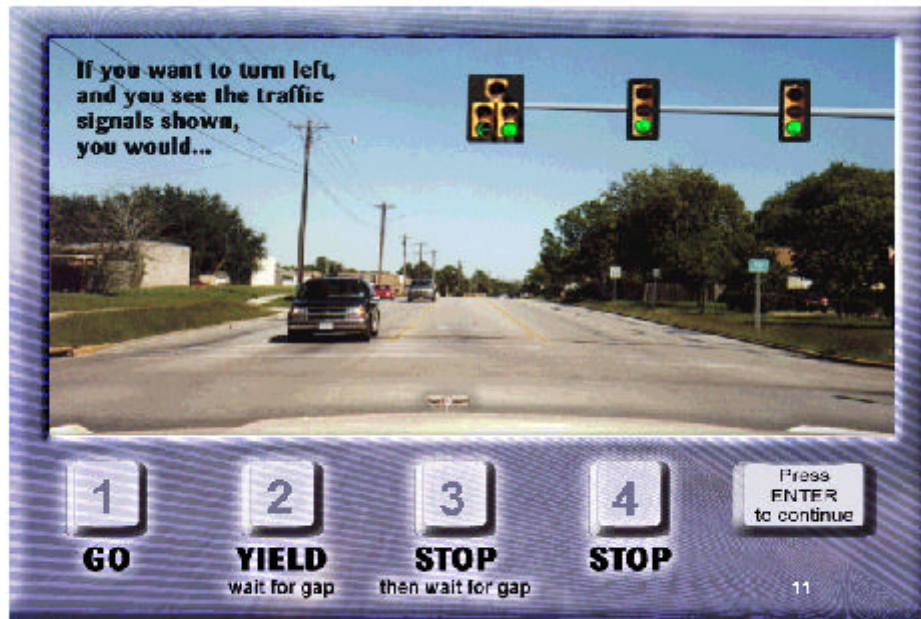 If you want to turn left,
and you see the traffic
signals shown,
you would...
1
GO
2
YIELD
wait for gap
3
STOP
then wait for gap
4
STOP
Press
ENTER
to continue
11